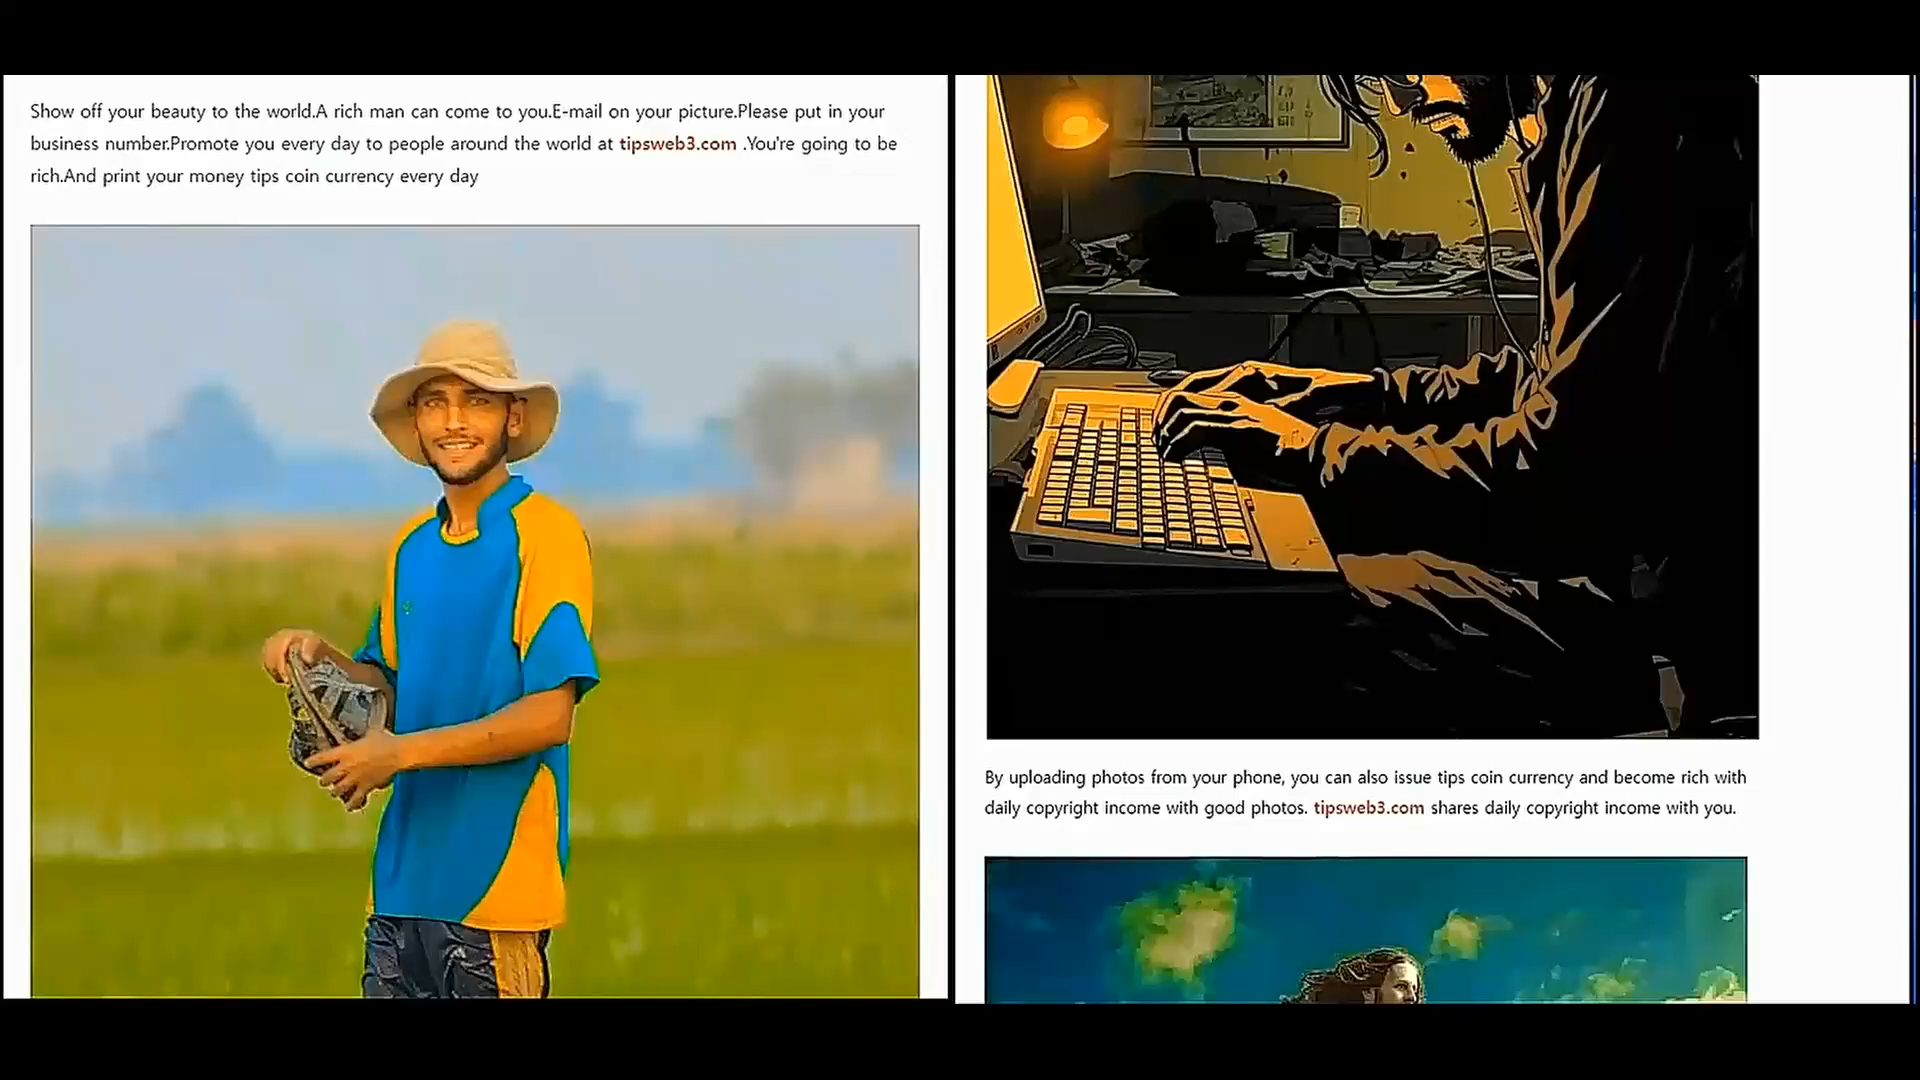 Show off your beauty to the world.A rich man can come to you.E-mail on your picture.Please put in your
business number.Promote you every day to people around the world at tipsweb3.com .You're going to be
rich.And print your money tips coin currency every day
By uploading photos from your phone, you can also issue tips coin currency and become rich with
daily copyright income with good photos. tipsweb3.com shares daily copyright income with you.